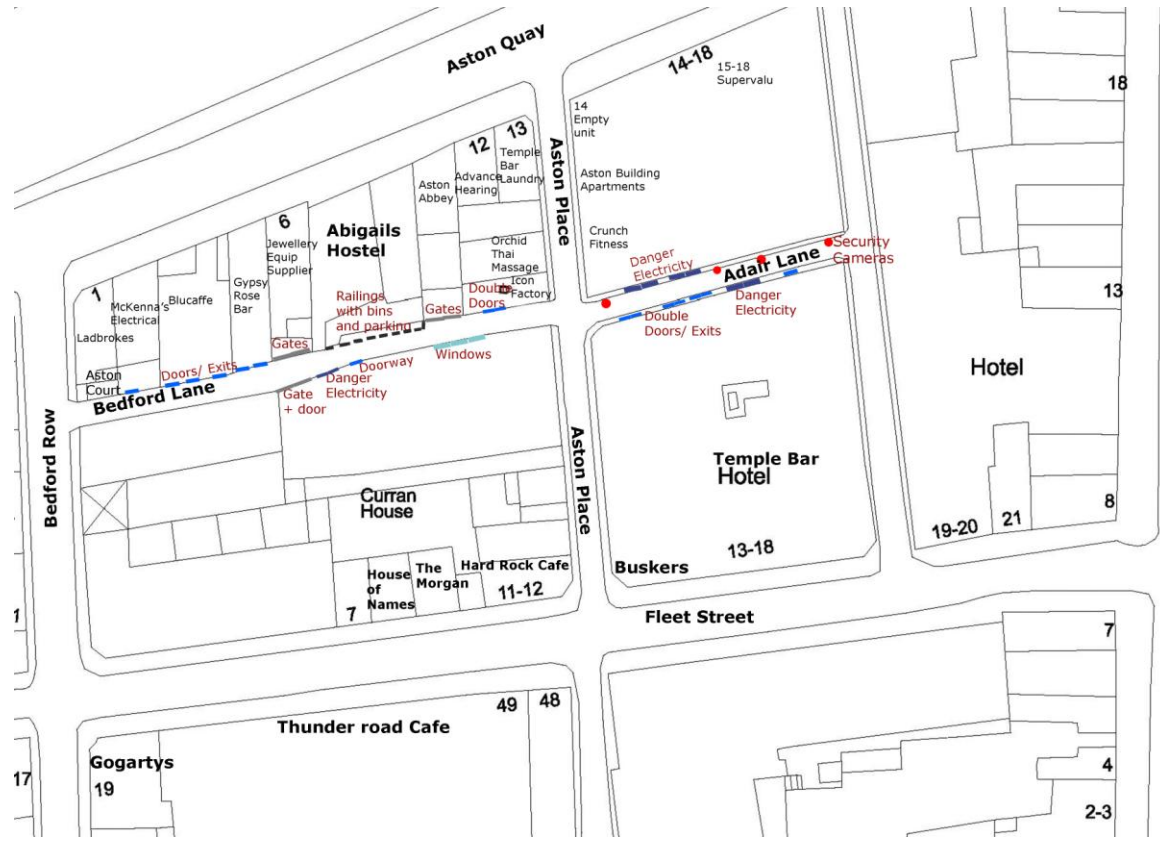 Aston Quay
14-18
15-18
Supervalu
18
14
Empty
unit
12
13
Temple
Bar
Laundry
Advance
Hearing
Aston
Abbey
Aston Place
Aston Building
Apartments
6
Jewellery
Equip
Supplier
Abigails
Hostel
Crunch
Fitness
Orchid
Thai
Massage
Icon
Factory
Danger
Electricity
Adair Lane
Security
Cameras
1
McKenna's
Electrical
Blucaffe
Gypsy
Rose
Bar
Railings
with bins
and parking
Gates
Double
Doors
Danger
Electricity
13
Ladbrokes
Gates
Double
Doors/ Exits
Windows
Doorway
Aston
Court
Doors/ Exits
Danger
Electricity
Gate
+ door
Bedford Lane
Hotel
Bedford Row
Aston Place
Temple Bar
Hotel
Curran
House
8
21
19-20
13-18
Buskers
Hard Rock Cafe
11-12
The
Morgan
House
of
Names
7
1
Fleet Street
7
49
48
Thunder road Cafe
Gogartys
19
17
4
2-3